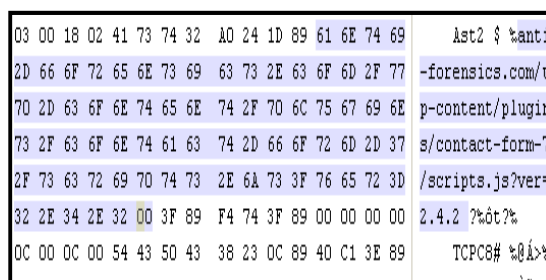 03 00 18 02 41 73 74 32 A0 24 1D 89 61 6E 74 69 Ast2 $ ‰anti
2D 66 6F 72 65 6E 73 69 63 73 2E 63 6F 6D 2F 77 -forensics.com/w
70 2D 63 6F 6E 74 65 6E 74 2F 70 6C 75 67 69 6E p-content/plugin
73 2F 63 6F 6E 74 61 63 74 2D 66 6F 72 6D 2D 37 s/contact-form-7
2F 73 63 72 69 70 74 73 2E 6A 73 3F 76 65 72 3D /scripts.js?ver=
32 2E 34 2E 32 00 3F 89 F4 74 3F 89 00 00 00 00 2.4.2 ?‰ôt?‰
0C 00 0C 00 54 43 50 43 38 23 0C 89 40 C1 3E 89 TCPC8# ‰@Á>‰